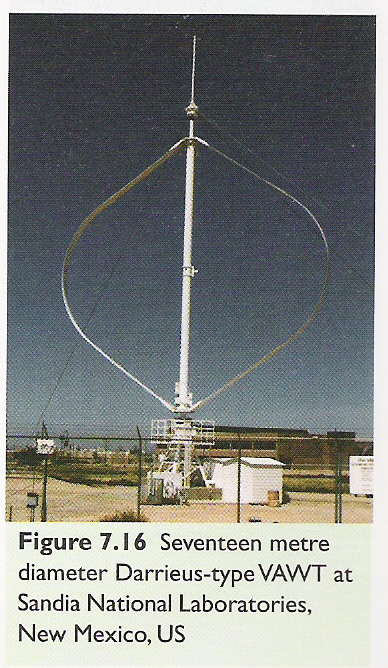 Figure 7.16 Seventeen metre
diameter Darrieus-type VAWT at
Sandia National Laboratories,
New Mexico, US